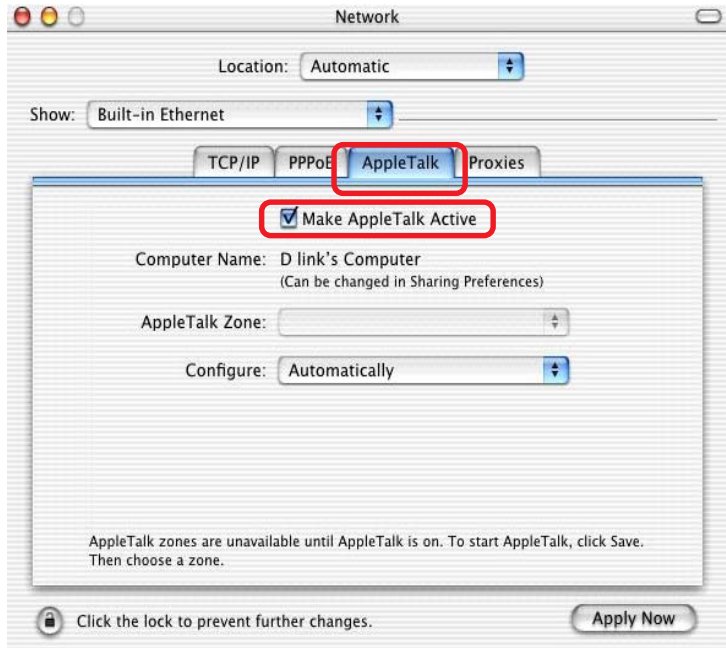 Network
Location: Automatic
Show: Built-in Ethernet
TCP/IP PPPoE AppleTalk Proxies
Make AppleTalk Active
Computer Name: D link's Computer
(Can be changed in Sharing Preferences)
AppleTalk Zone:
Configure: Automatically
AppleTalk zones are unavailable until AppleTalk is on. To start AppleTalk, click Save.
Then choose a zone.
Click the lock to prevent further changes. Apply Now